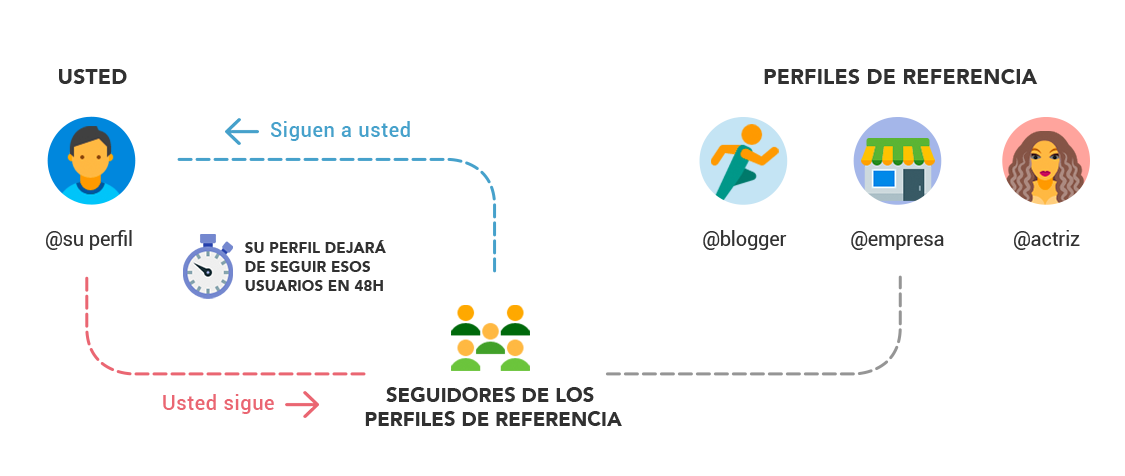 USTED
PERFILES DE REFERENCIA
Siguen a usted
@su perfil
@blogger
@empresa
@actriz
SU PERFIL DEJARÁ
DE SEGUIR ESOS
USUARIOS EN 48H
Usted sigue
SEGUIDORES DE LOS
PERFILES DE REFERENCIA